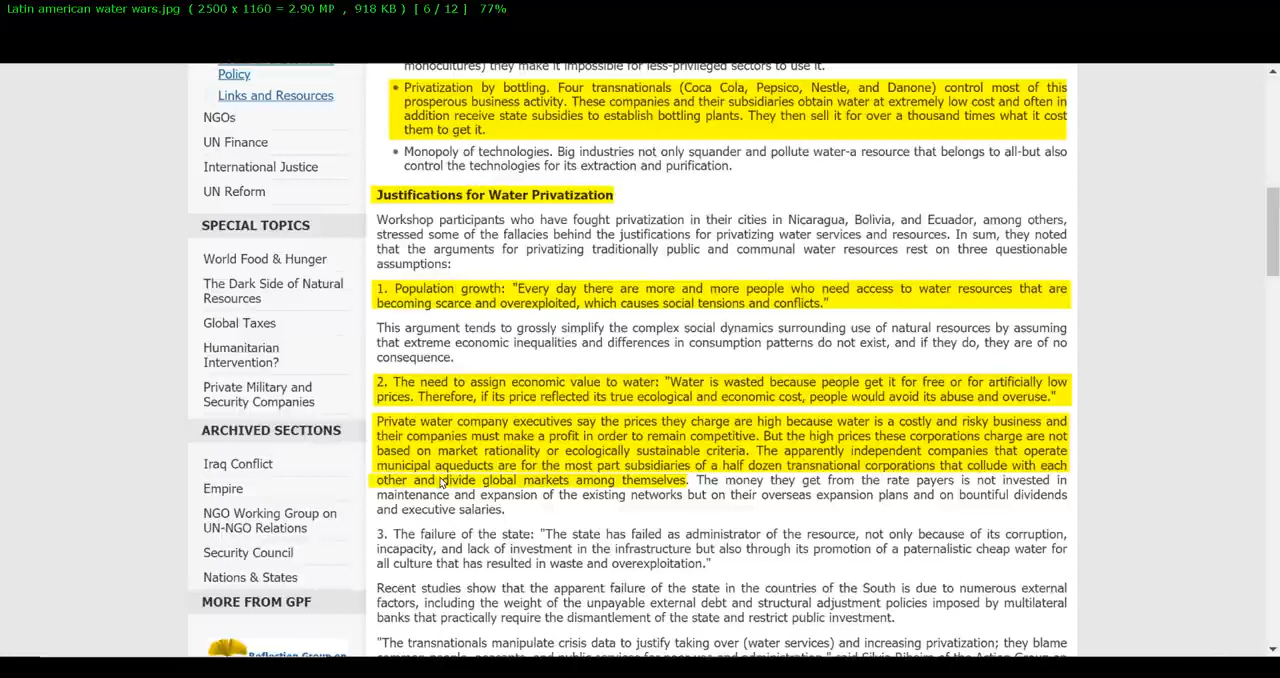 Latin american water wars.jpg ( 2500 x 1160 = 2.90 MP , 918 KB ) [ 6 / 12 ] 77%
Policy
Links and Resources
NGOs
UN Finance
International Justice
UN Reform
SPECIAL TOPICS
World Food & Hunger
The Dark Side of Natural
Resources
Global Taxes
Humanitarian
Intervention?
Private Military and
Security Companies
ARCHIVED SECTIONS
Iraq Conflict
Empire
NGO Working Group on
UN-NGO Relations
Security Council
Nations & States
MORE FROM GPF
Reflection Group on
monocultures) they make it impossible for less-privileged sectors to use it.
• Privatization by bottling. Four transnationals (Coca Cola, Pepsico, Nestle, and Danone) control most of this
prosperous business activity. These companies and their subsidiaries obtain water at extremely low cost and often in
addition receive state subsidies to establish bottling plants. They then sell it for over a thousand times what it cost
them to get it.
• Monopoly of technologies. Big industries not only squander and pollute water-a resource that belongs to all-but also
control the technologies for its extraction and purification.
Justifications for Water Privatization
Workshop participants who have fought privatization in their cities in Nicaragua, Bolivia, and Ecuador, among others,
stressed some of the fallacies behind the justifications for privatizing water services and resources. In sum, they noted
that the arguments for privatizing traditionally public and communal water resources rest on three questionable
assumptions:
1. Population growth: "Every day there are more and more people who need access to water resources that are
becoming scarce and overexploited, which causes social tensions and conflicts."
This argument tends to grossly simplify the complex social dynamics surrounding use of natural resources by assuming
that extreme economic inequalities and differences in consumption patterns do not exist, and if they do, they are of no
consequence.
2. The need to assign economic value to water: "Water is wasted because people get it for free or for artificially low
prices. Therefore, if its price reflected its true ecological and economic cost, people would avoid its abuse and overuse."
Private water company executives say the prices they charge are high because water is a costly and risky business and
their companies must make a profit in order to remain competitive. But the high prices these corporations charge are not
based on market rationality or ecologically sustainable criteria. The apparently independent companies that operate
municipal aqueducts are for the most part subsidiaries of a half dozen transnational corporations that collude with each
other and divide global markets among themselves. The money they get from the rate payers is not invested in
maintenance and expansion of the existing networks but on their overseas expansion plans and on bountiful dividends
and executive salaries.
3. The failure of the state: "The state has failed as administrator of the resource, not only because of its corruption,
incapacity, and lack of investment in the infrastructure but also through its promotion of a paternalistic cheap water for
all culture that has resulted in waste and overexploitation."
Recent studies show that the apparent failure of the state in the countries of the South is due to numerous external
factors, including the weight of the unpayable external debt and structural adjustment policies imposed by multilateral
banks that practically require the dismantlement of the state and restrict public investment.
"The transnationals manipulate crisis data to justify taking over (water services) and increasing privatization; they blame